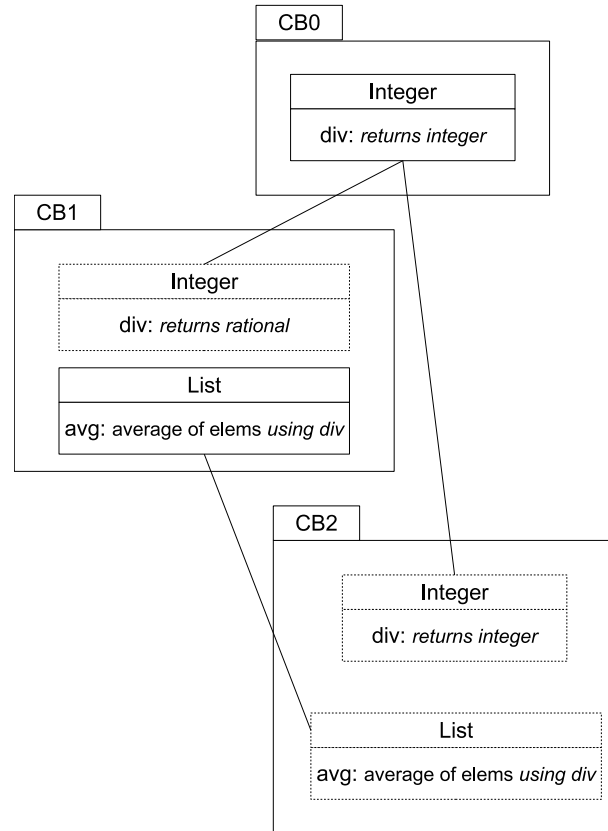 CB0
Integer
div: returns integer
CB1
Integer
div: returns rational
List
avg: average of elems using div
CB2
Integer
div: returns integer
List
avg: average of elems using div